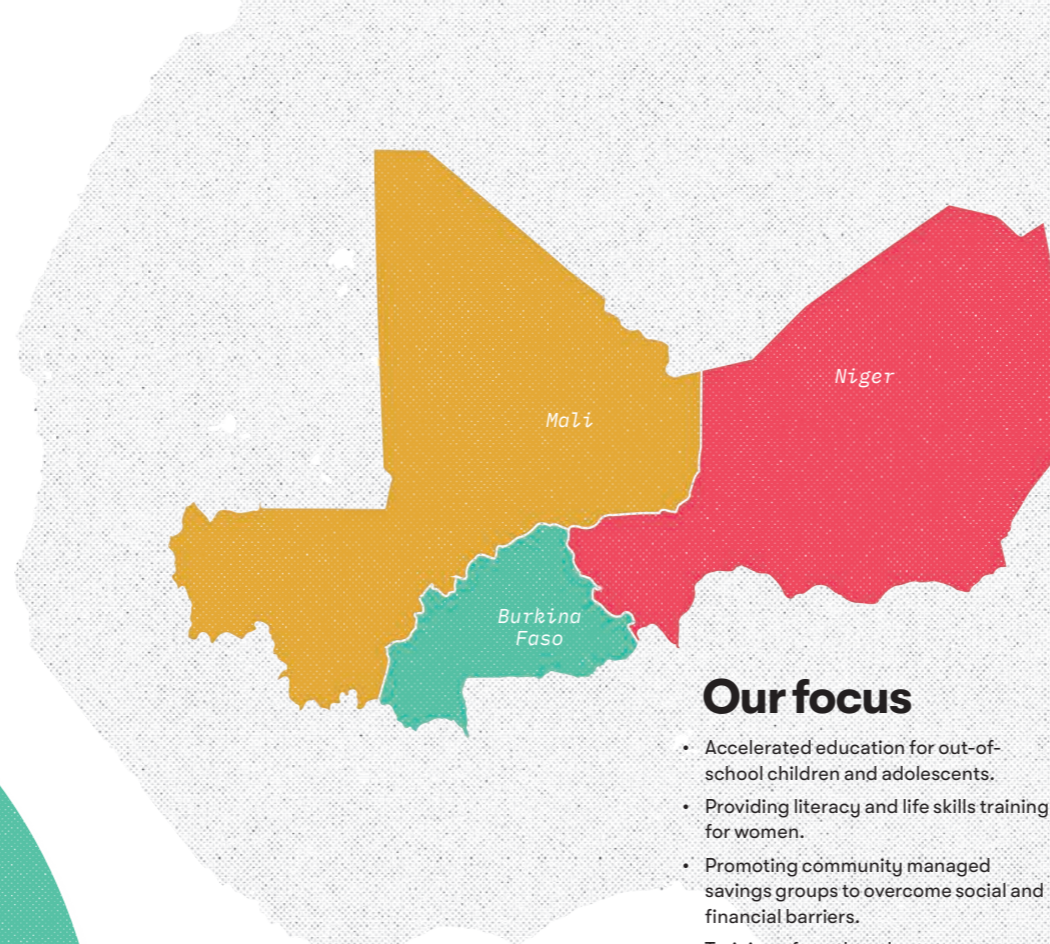 Mali
Niger
Burkina
Faso
Our focus
• Accelerated education for out-of-
school children and adolescents.
• Providing literacy and life skills training
for women.
• Promoting community managed
savings groups to overcome social and
financial barriers.